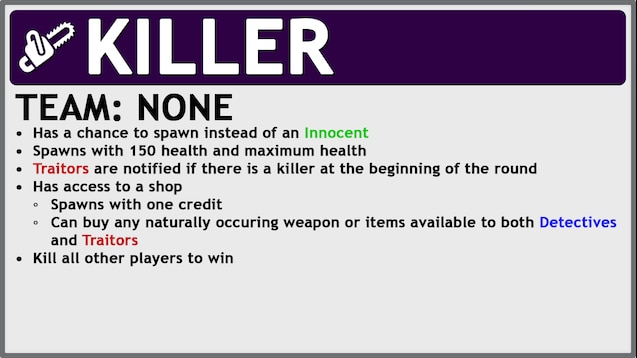 KILLER
TEAM: NONE
• Has a chance to spawn instead of an Innocent
• Spawns with 150 health and maximum health
• Traitors are notified if there is a killer at the beginning of the round
• Has access to a shop
◦ Spawns with one credit
◦ Can buy any naturally occuring weapon or items available to both Detectives
and Traitors
• Kill all other players to win